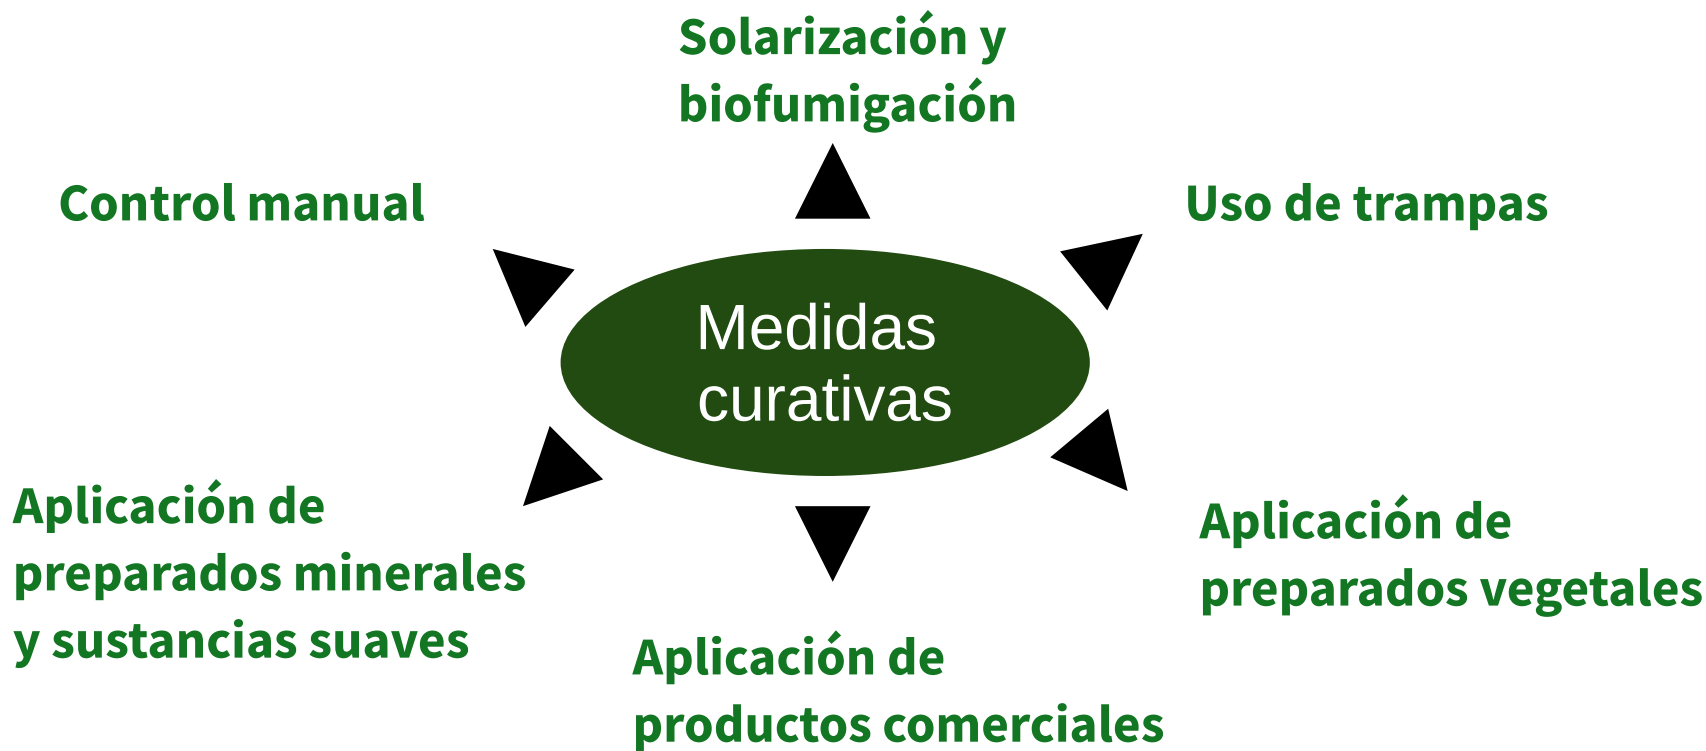 Solarización y
biofumigación
Control manual
Uso de trampas
Medidas
curativas
Aplicación de
preparados minerales
y sustancias suaves
Aplicación de
preparados vegetales
Aplicación de
productos comerciales